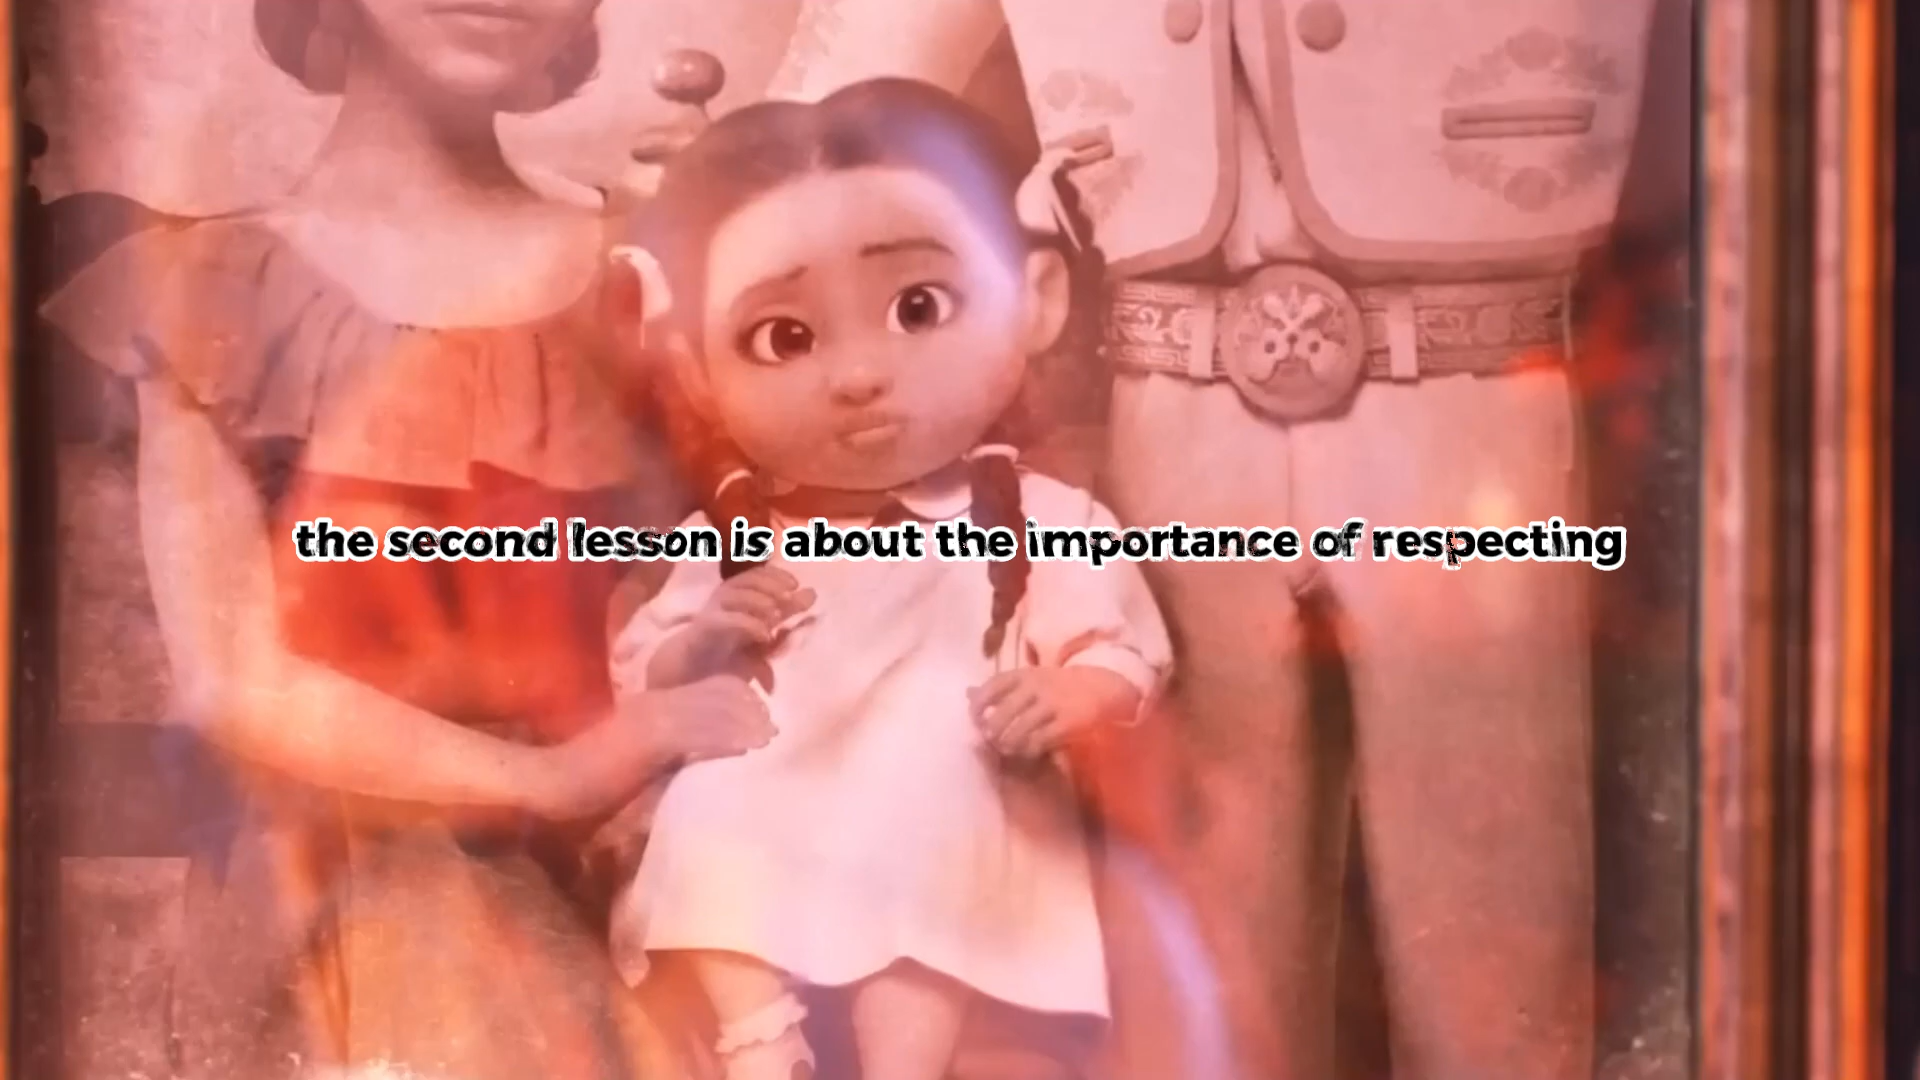 the second lesson is about the importance of respecting